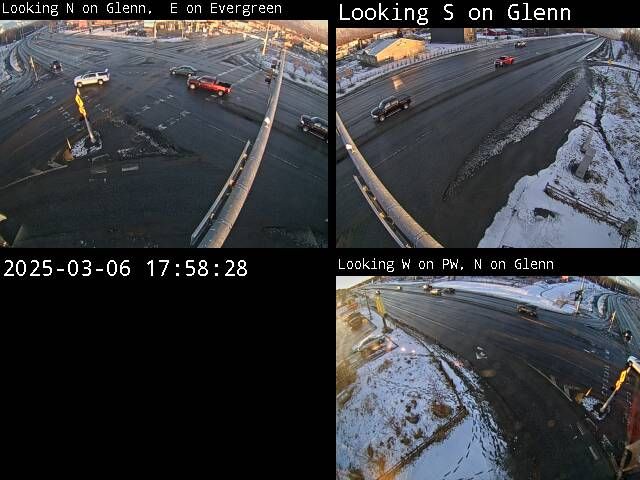 Looking N on Glenn,  E on Evergreen
Looking S on Glenn
2025-03-06 17:58:28
Looking W on PW, N on Glenn